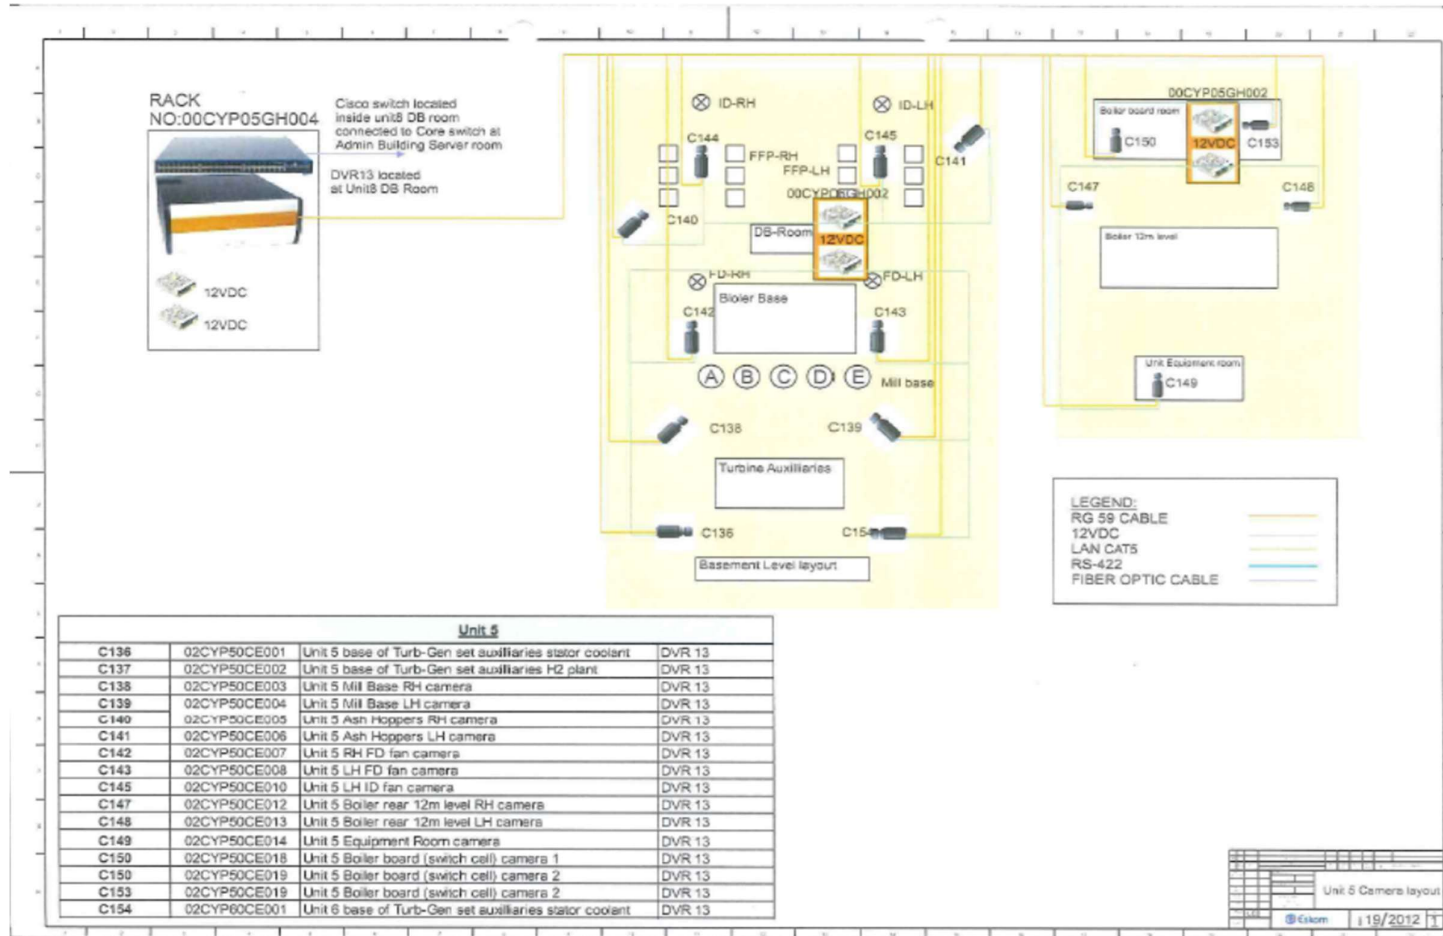 RACK
NO:00CYP05GH004
Cisco switch located
inside unit8 DB room
connected to Core switch at
Admin Building Server room
DVR13 located
at Unit8 DB Room
12VDC
12VDC
ID-RH
ID-LH
C144
C145
C141
FFP-RH
FFP-LH
00CYP06GH002
C140
DB-Room
12VDC
FD-RH
FD-LH
Bioler Base
C142
C143
A B C D E
Mill base
C138
C139
Turbine Auxilliaries
C136
C154
Basement Level layout
00CYP05GH002
Boiler board room
C150
12VDC
C153
C147
C148
Boiler 12m level
Unit Equipment room
C149
LEGEND:
RG 59 CABLE
12VDC
LAN CAT5
RS-422
FIBER OPTIC CABLE
Unit 5
C136 02CYP50CE001 Unit 5 base of Turb-Gen set auxilliaries stator coolant DVR 13
C137 02CYP50CE002 Unit 5 base of Turb-Gen set auxilliaries H2 plant DVR 13
C138 02CYP50CE003 Unit 5 Mill Base RH camera DVR 13
C139 02CYP50CE004 Unit 5 Mill Base LH camera DVR 13
C140 02CYP50CE005 Unit 5 Ash Hoppers RH camera DVR 13
C141 02CYP50CE006 Unit 5 Ash Hoppers LH camera DVR 13
C142 02CYP50CE007 Unit 5 RH FD fan camera DVR 13
C143 02CYP50CE008 Unit 5 LH FD fan camera DVR 13
C145 02CYP50CE010 Unit 5 LH ID fan camera DVR 13
C147 02CYP50CE012 Unit 5 Boiler rear 12m level RH camera DVR 13
C148 02CYP50CE013 Unit 5 Boiler rear 12m level LH camera DVR 13
C149 02CYP50CE014 Unit 5 Equipment Room camera DVR 13
C150 02CYP50CE018 Unit 5 Boiler board (switch cell) camera 1 DVR 13
C150 02CYP50CE019 Unit 5 Boiler board (switch cell) camera 2 DVR 13
C153 02CYP50CE019 Unit 5 Boiler board (switch cell) camera 2 DVR 13
C154 02CYP60CE001 Unit 6 base of Turb-Gen set auxilliaries stator coolant DVR 13
Unit 5 Camera layout
Eskom
19/2012
1